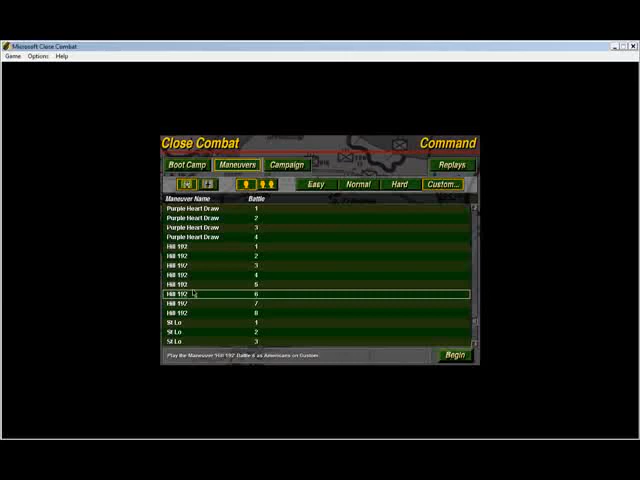 Microsoft Close Combat
Game Options Help
Close Combat Command
Boot Camp Maneuvers Campaign Replays
Easy Normal Hard Custom...
Maneuver Name Battle
Purple Heart Draw 1
Purple Heart Draw 2
Purple Heart Draw 3
Purple Heart Draw 4
Hill 192 1
Hill 192 2
Hill 192 3
Hill 192 4
Hill 192 5
Hill 192 6
Hill 192 7
Hill 192 8
St Lo 1
St Lo 2
St Lo 3
Play the Maneuver 'Hill 192' Battle 6 as Americans on Custom.
Begin